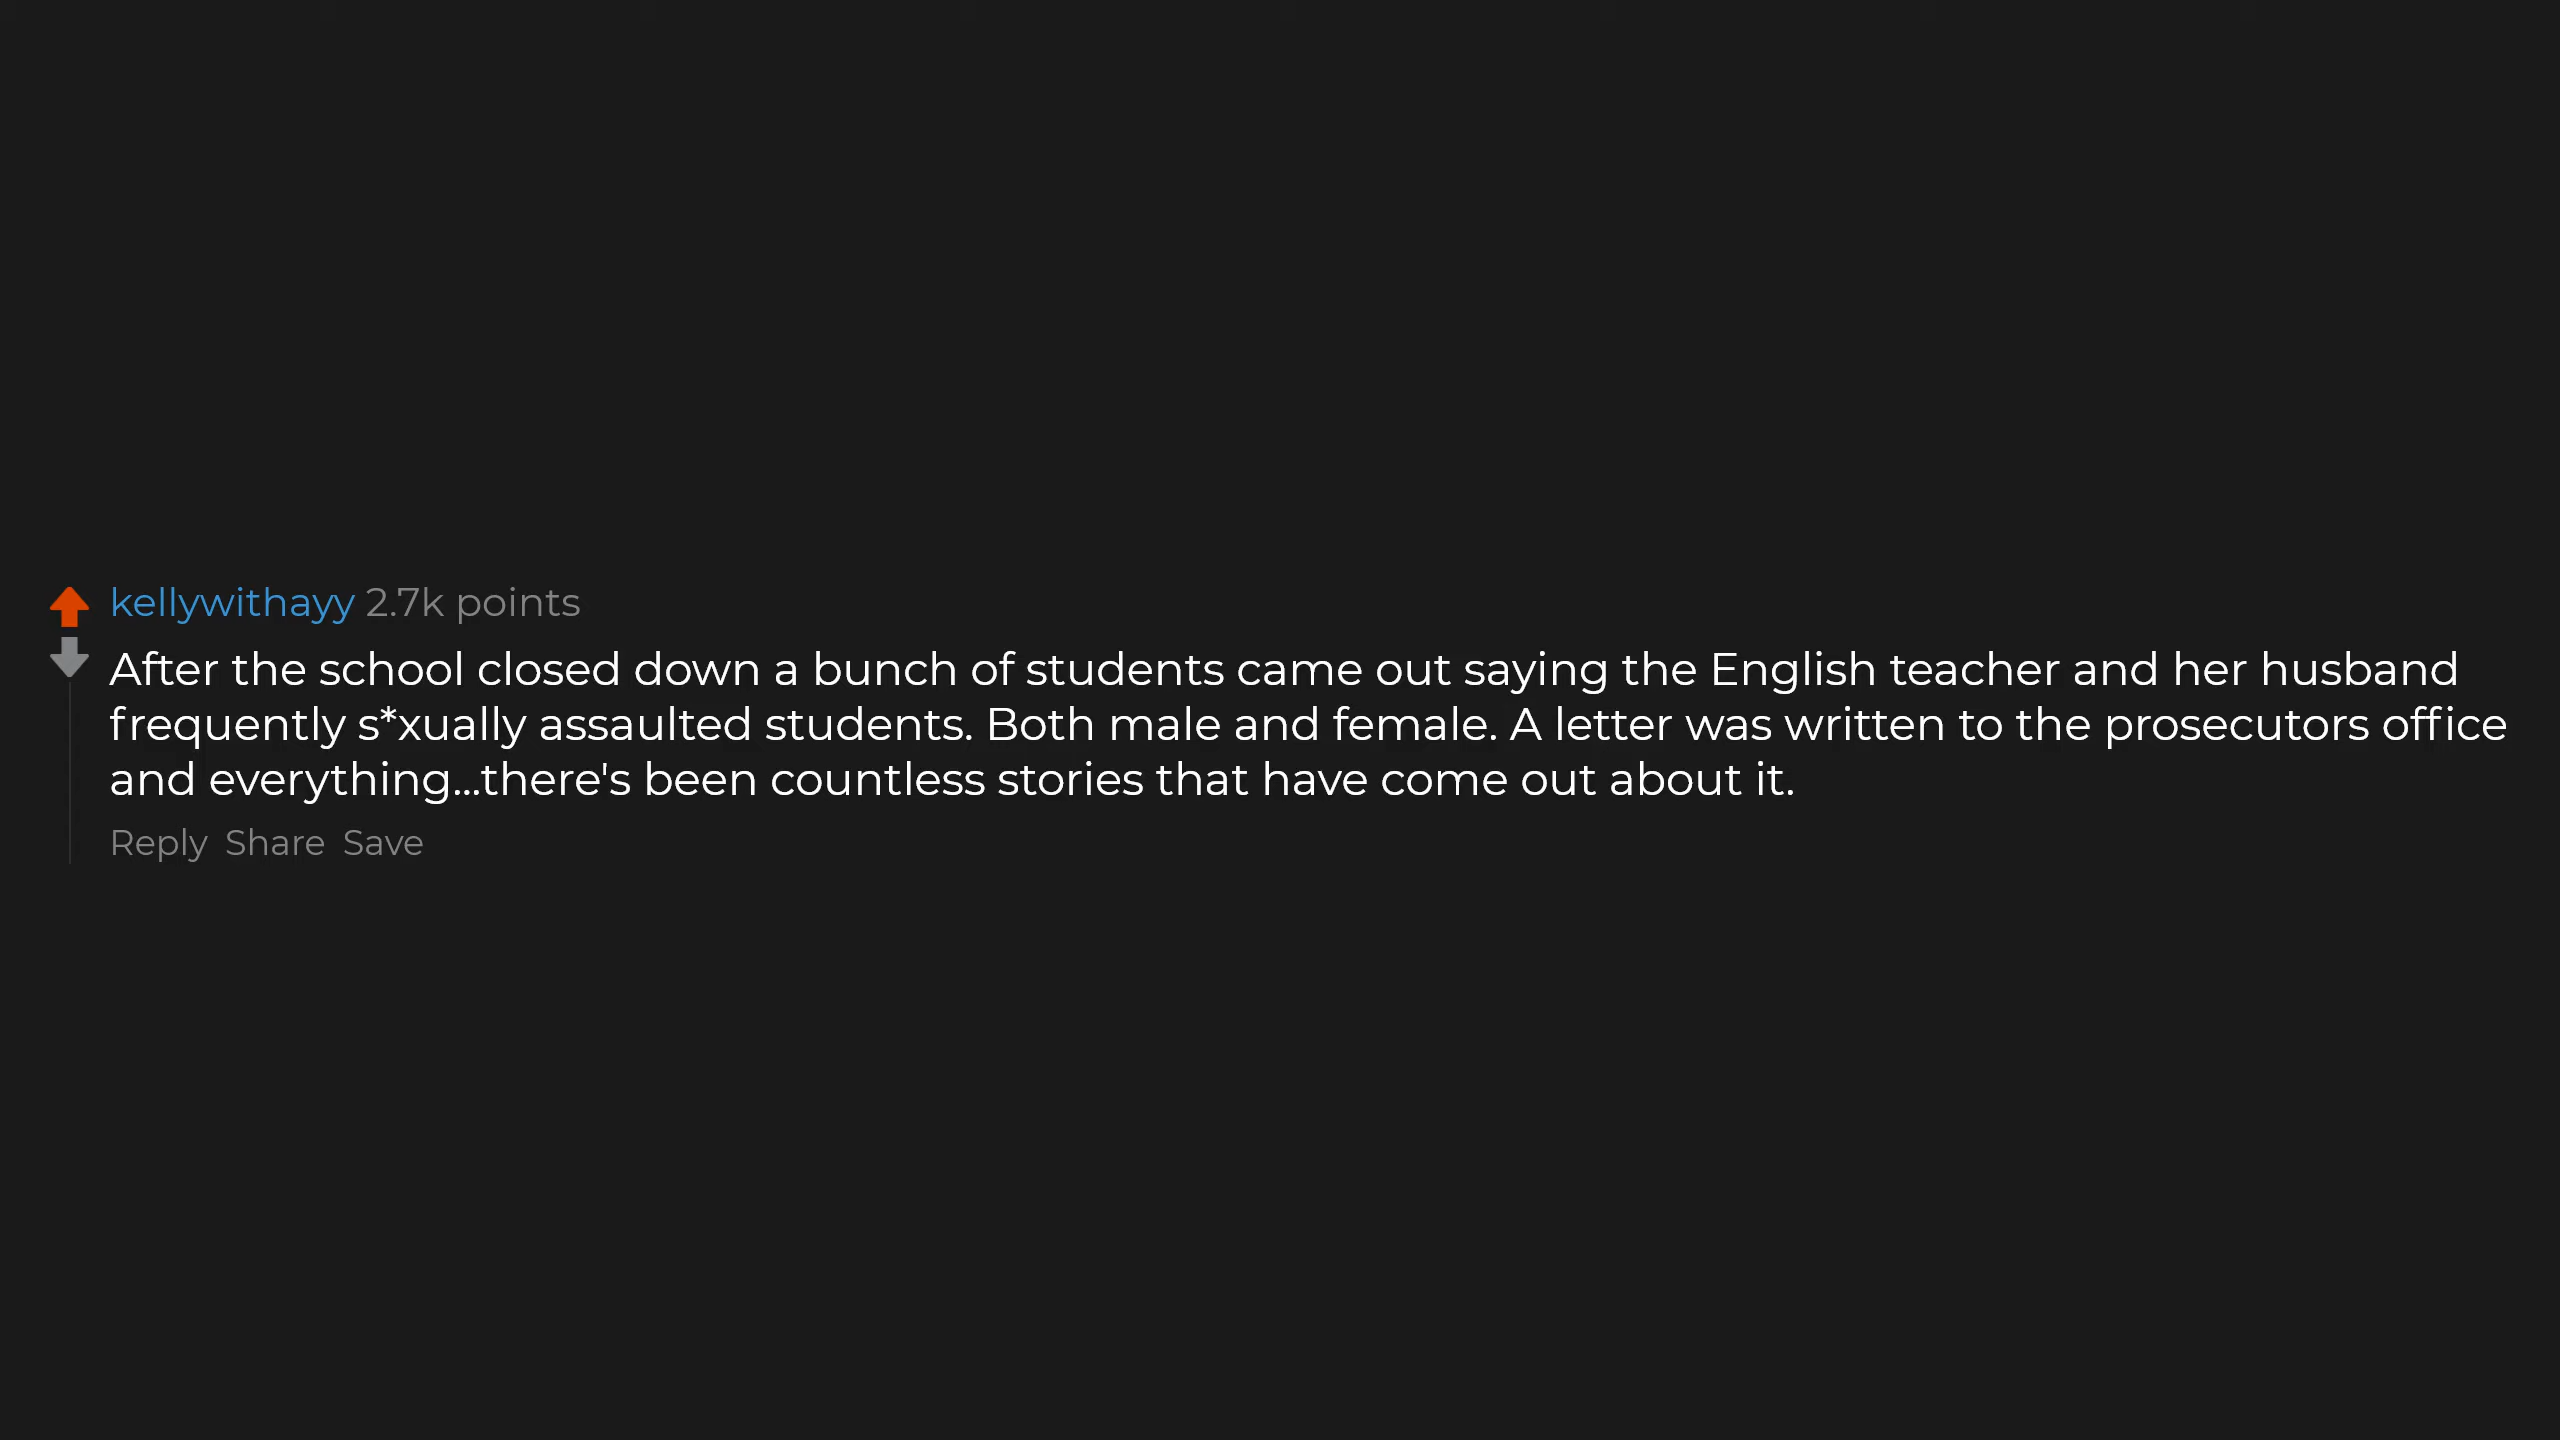 kellywithayy 2.7k points
After the school closed down a bunch of students came out saying the English teacher and her husband
frequently s*xually assaulted students. Both male and female. A letter was written to the prosecutors office
and everything...there's been countless stories that have come out about it.
Reply Share Save